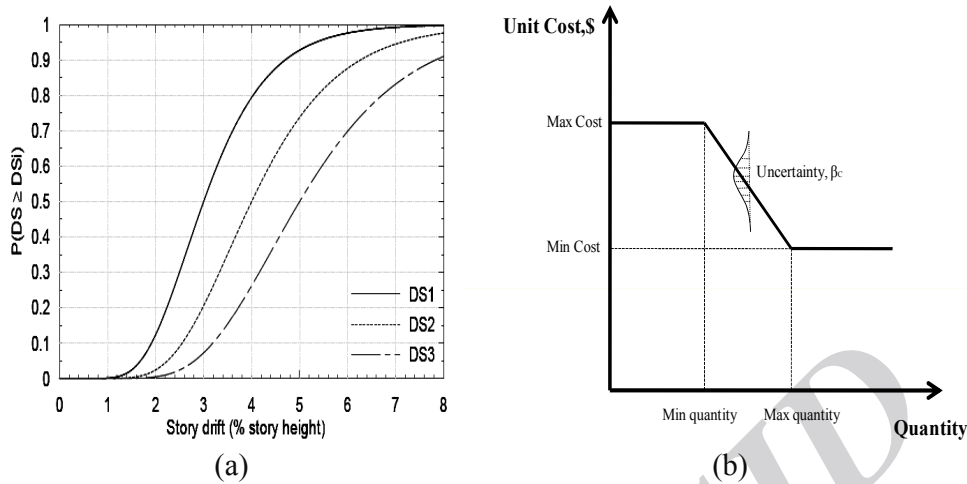 P(DS ≥ DSi)
1
0.9
0.8
0.7
0.6
0.5
0.4
0.3
0.2
0.1
0
DS1
DS2
DS3
0 1 2 3 4 5 6 7 8
Story drift (% story height)
(a)
Unit Cost,$
Max Cost
Uncertainty, βc
Min Cost
Min quantity Max quantity
Quantity
(b)